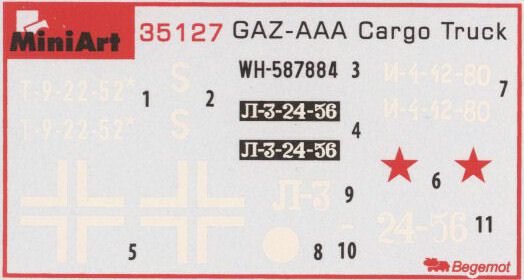 MiniArt 35127 GAZ-AAA Cargo Truck
Т-9-22-52*
Т-9-22-52*
1
S
S
2
WH-587884 3
Л-3-24-56
Л-3-24-56
4
И-4-42-80
И-4-42-80
7
5
6
Л-3
9
8
10
24-56
11
Begemot